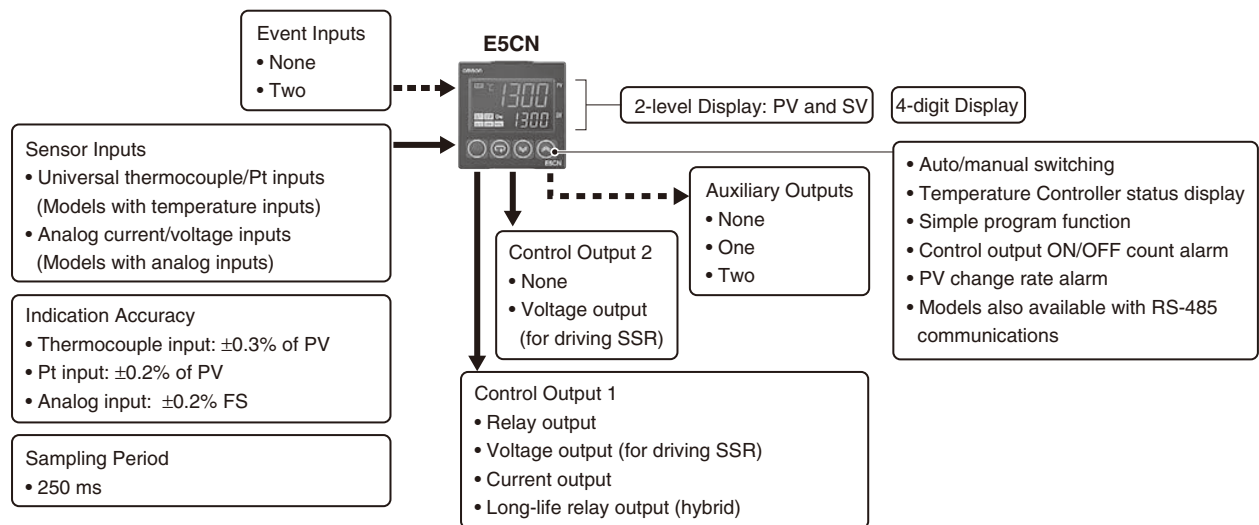 Event Inputs
• None
• Two
E5CN
OMRON
°C
1300
PV
1300
SV
E5CN
2-level Display: PV and SV
4-digit Display
Sensor Inputs
• Universal thermocouple/Pt inputs
(Models with temperature inputs)
• Analog current/voltage inputs
(Models with analog inputs)
Indication Accuracy
• Thermocouple input: ±0.3% of PV
• Pt input: ±0.2% of PV
• Analog input: ±0.2% FS
Sampling Period
• 250 ms
Control Output 2
• None
• Voltage output
(for driving SSR)
Auxiliary Outputs
• None
• One
• Two
• Auto/manual switching
• Temperature Controller status display
• Simple program function
• Control output ON/OFF count alarm
• PV change rate alarm
• Models also available with RS-485
communications
Control Output 1
• Relay output
• Voltage output (for driving SSR)
• Current output
• Long-life relay output (hybrid)